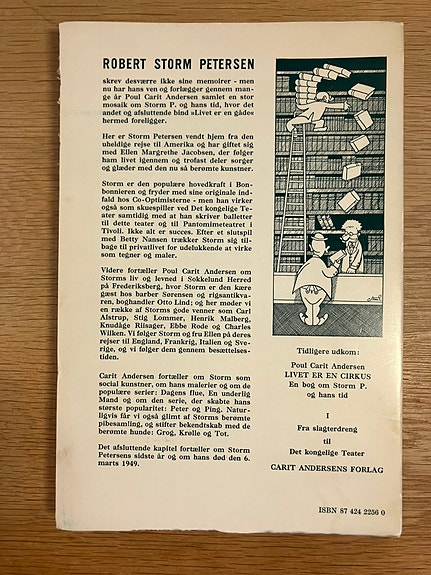 ROBERT STORM PETERSEN
skrev desværre ikke sine memoirer - men
nu har hans ven og forlægger gennem man-
ge år Poul Carit Andersen samlet en stor
mosaik om Storm P. og hans tid, hvor det
andet og afsluttende bind »Livet er en gåde«
hermed foreligger.
Her er Storm Petersen vendt hjem fra den
uheldige rejse til Amerika og har giftet sig
med Ellen Margrethe Jacobsen, der følger
ham livet igennem og trofast deler sorger
og glæder med den nu så berømte kunstner.
Storm er den populære hovedkraft i Bon-
bonnieren og fryder med sine originale ind-
fald hos Co-Optimisterne - men han virker
også som skuespiller ved Det kongelige Te-
ater samtidig med at han skriver balletter
til dette teater og til Pantomimeteatret i
Tivoli. Ikke alt er succes. Efter et slutspil
med Betty Nansen trækker Storm sig til-
bage til privatlivet for udelukkende at virke
som tegner og maler.
Videre fortæller Poul Carit Andersen om
Storms liv og levned i Sokkelund Herred
på Frederiksberg, hvor Storm er den kære
gæst hos barber Sørensen og rigsantikva-
ren, boghandler Otto Lind; og her møder vi
en række af Storms gode venner som Carl
Alstrup, Stig Lommer, Henrik Malberg,
Knudåge Riisager, Ebbe Rode og Charles
Wilken. Vi følger Storm og fru Ellen på deres
rejser til England, Frankrig, Italien og Sve-
rige, og vi følger dem gennem besættelses-
tiden.
Carit Andersen fortæller om Storm som
social kunstner, om hans malerier og om de
populære serier: Dagens flue, En underlig
Mand og om den serie, der skabte hans
største popularitet: Peter og Ping. Natur-
ligvis får vi også glimt af Storms berømte
pibesamling, og stifter bekendtskab med de
berømte hunde: Grog, Krølle og Tot.
Det afsluttende kapitel fortæller om Storm
Petersens sidste år og om hans død den 6.
marts 1949.
Tidligere udkom:
Poul Carit Andersen
LIVET ER EN CIRKUS
En bog om Storm P.
og hans tid
I
Fra slagterdreng
til
Det kongelige Teater
CARIT ANDERSENS FORLAG
ISBN 87 424 2256 0